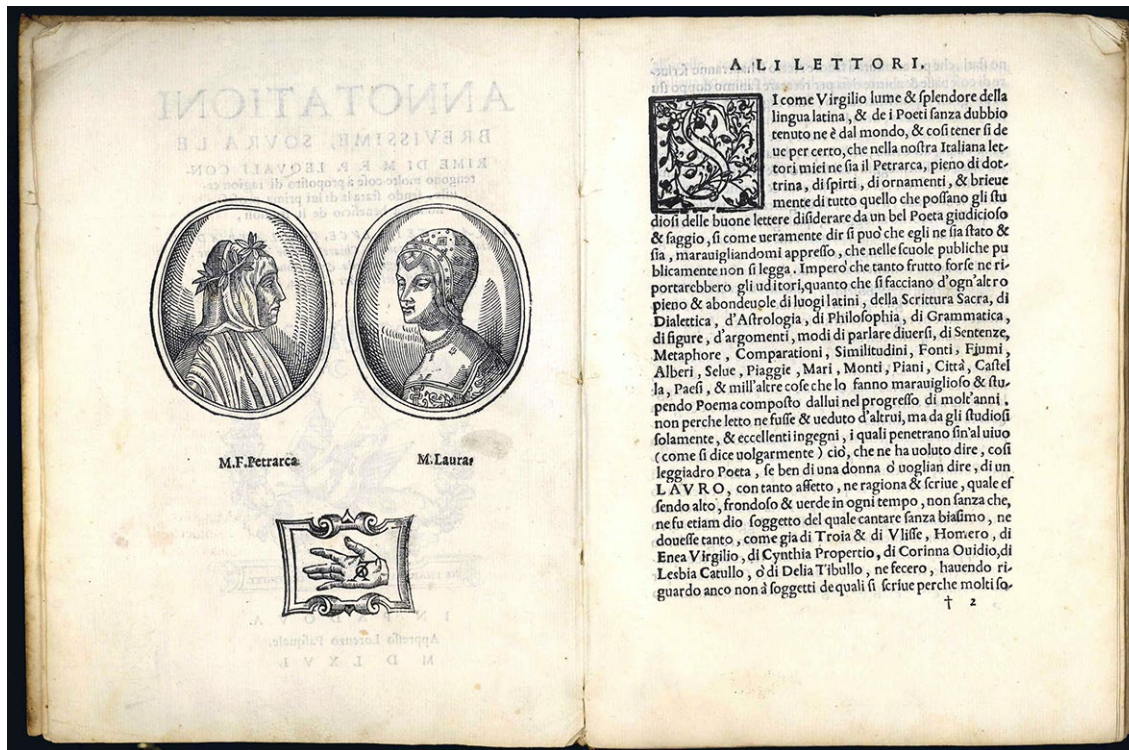 M.F.Petrarca
M. Laura.
A LI LETTORI.
SI come Virgilio lume & ſplendore della
lingua latina, & de i Poeti ſanza dubbio
tenuto ne è dal mondo, & coſi tener ſi de
ue per certo, che nella noſtra Italiana let-
tori miei ne ſia il Petrarca, pieno di dot-
trina, di ſpirti, di ornamenti, & brieue
mente di tutto quello che poſſano gli ſtu
dioſi delle buone lettere diſiderare da un bel Poeta giudicioſo
& ſaggio, ſi come ueramente dir ſi puo' che egli ne ſia ſtato &
ſia, marauigliandomi appreſſo, che nelle ſcuole publiche pu
blicamente non ſi legga. Impero' che tanto frutto forſe ne ri-
portarebbero gli uditori, quanto che ſi facciano d'ogn'altro
pieno & abondeuole di luogi latini, della Scrittura Sacra, di
Dialettica, d'Aſtrologia, di Philoſophia, di Grammatica,
di figure, d'argomenti, modi di parlare diuerſi, di Sentenze,
Metaphore, Comparationi, Similitudini, Fonti, Fiumi,
Alberi, Selue, Piaggie, Mari, Monti, Piani, Città, Caſtel
la, Paeſi, & mill'altre coſe che lo fanno marauiglioſo & ſtu-
pendo Poema compoſto dallui nel progreſſo di molt'anni.
non perche letto ne fuſſe & ueduto d'altrui, ma da gli ſtudioſi
ſolamente, & eccellenti ingegni, i quali penetrano ſin'al uiuo
(come ſi dice uolgarmente) ciò, che ne ha uoluto dire, coſi
leggiadro Poeta, ſe ben di una donna ò uoglian dire, di un
LAVRO, con tanto affetto, ne ragiona & ſcriue, quale eſ
ſendo alto, frondoſo & uerde in ogni tempo, non ſanza che,
ne fu etiam dio ſoggetto del quale cantare ſanza biaſimo, ne
doueſſe tanto, come gia di Troia & di Vliſſe, Homero, di
Enea Virgilio, di Cynthia Propertio, di Corinna Ouidio, di
Lesbia Catullo, ò di Delia Tibullo, ne fecero, hauendo ri-
guardo anco non à ſoggetti de quali ſi ſcriue perche molti ſo-
† 2